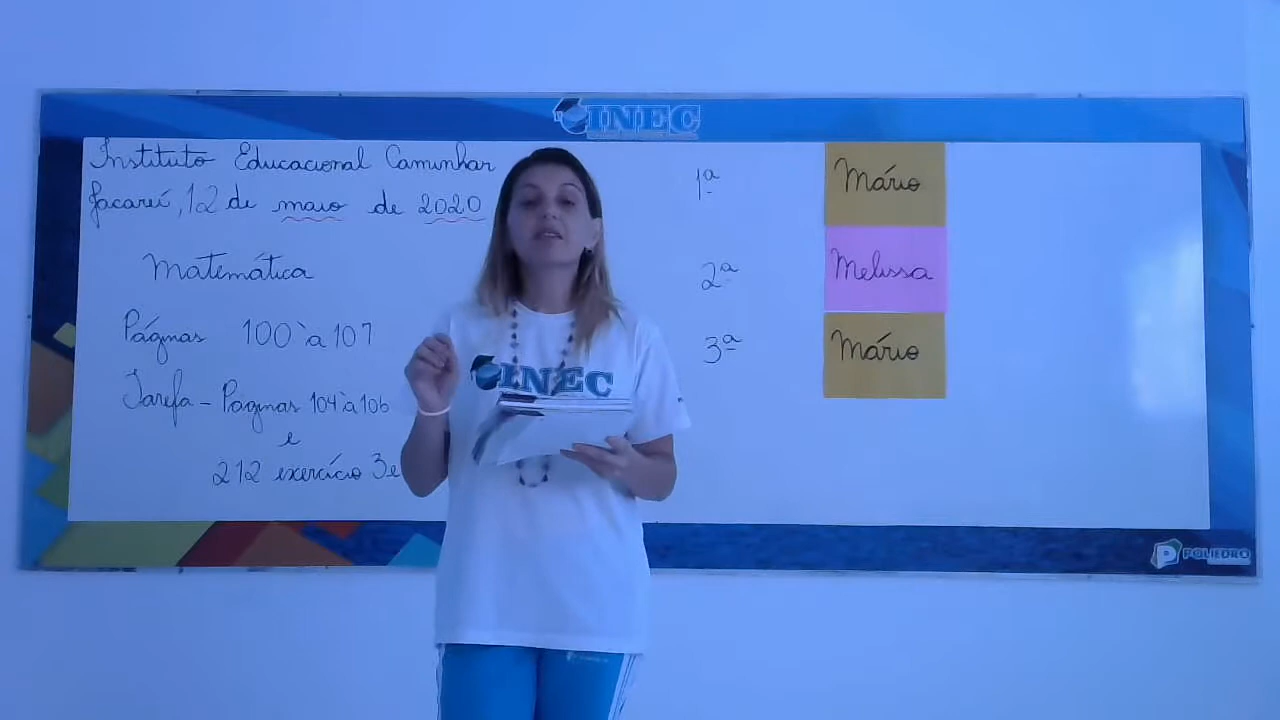 INEC
Instituto Educacional Caminhar
Jacareí, 12 de maio de 2020
Matemática
Páginas 100 à 107
Tarefa - Páginas 104 à 106
e
212 exercício 3 e
1ª Mário
2ª Melissa
3ª Mário
INEC
POLIEDRO